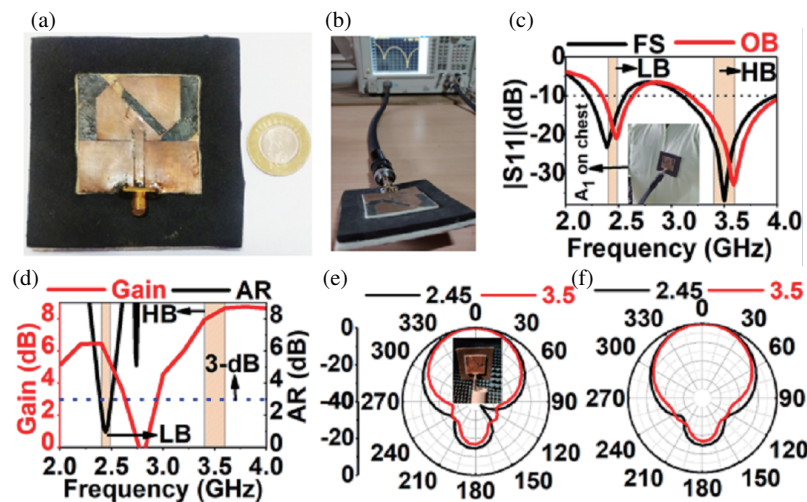 (a)
(b)
(c)
FS OB
LB
HB
0
-10
-20
-30
|S11|(dB)
A1 on chest
2.0 2.5 3.0 3.5 4.0
Frequency (GHz)
(d)
Gain AR
HB
3-dB
LB
8
6
4
2
0
Gain (dB)
8
6
4
2
0
AR (dB)
2.0 2.5 3.0 3.5 4.0
Frequency (GHz)
(e)
2.45 3.5
0
-20
-40
-20
0
0
30
60
90
120
150
180
210
240
270
300
330
(f)
2.45 3.5
0
30
60
90
120
150
180
210
240
270
300
330